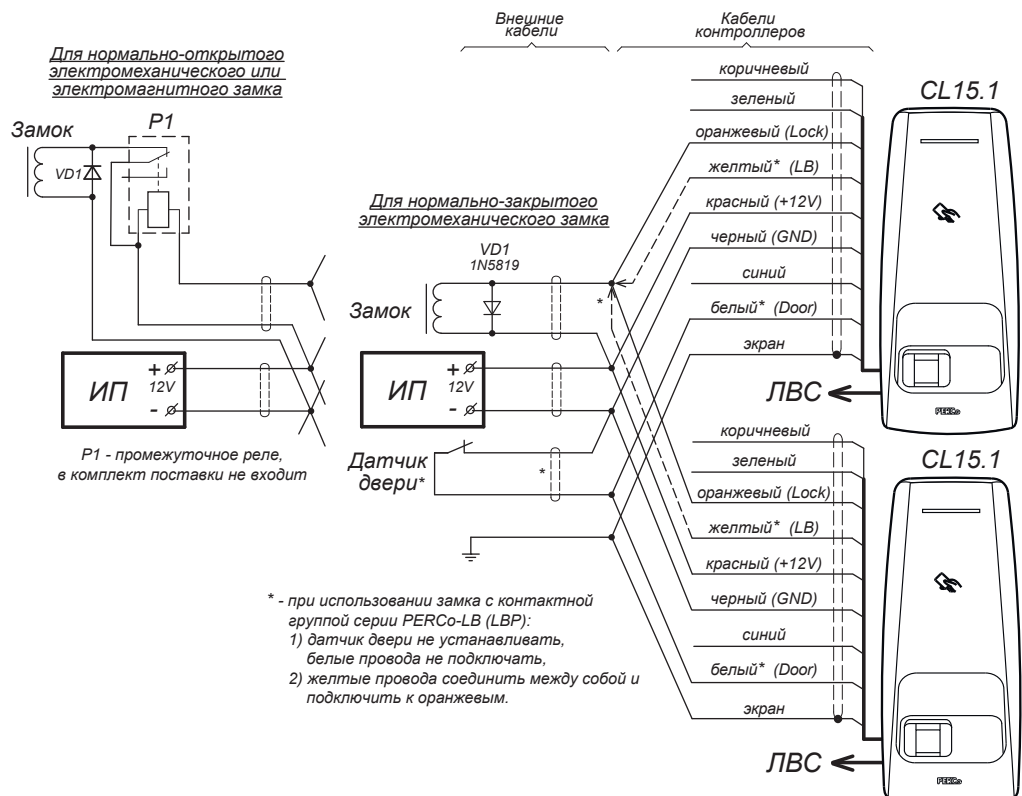 Внешние
кабели
Кабели
контроллеров
Для нормально-открытого
электромеханического или
электромагнитного замка
Замок
P1
VD1
ИП
+
12V
-
P1 - промежуточное реле,
в комплект поставки не входит
Для нормально-закрытого
электромеханического замка
VD1
1N5819
Замок
*
ИП
+
12V
-
Датчик
двери*
*
коричневый
зеленый
оранжевый (Lock)
желтый* (LB)
красный (+12V)
черный (GND)
синий
белый* (Door)
экран
CL15.1
PERCo
ЛВС
коричневый
зеленый
оранжевый (Lock)
желтый* (LB)
красный (+12V)
черный (GND)
синий
белый* (Door)
экран
CL15.1
PERCo
ЛВС
* - при использовании замка с контактной
группой серии PERCo-LB (LBP):
1) датчик двери не устанавливать,
белые провода не подключать,
2) желтые провода соединить между собой и
подключить к оранжевым.